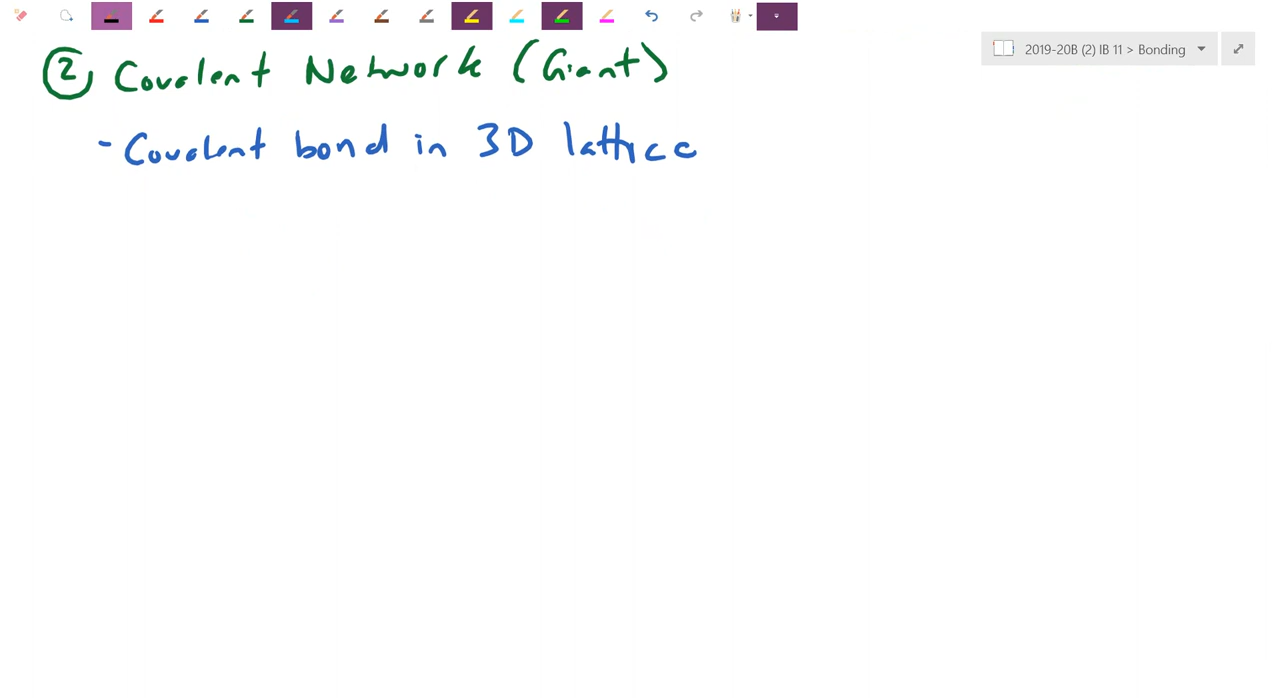 2019-20B (2) IB 11 > Bonding
② Covalent Network (Giant)
- Covalent bond in 3D lattice